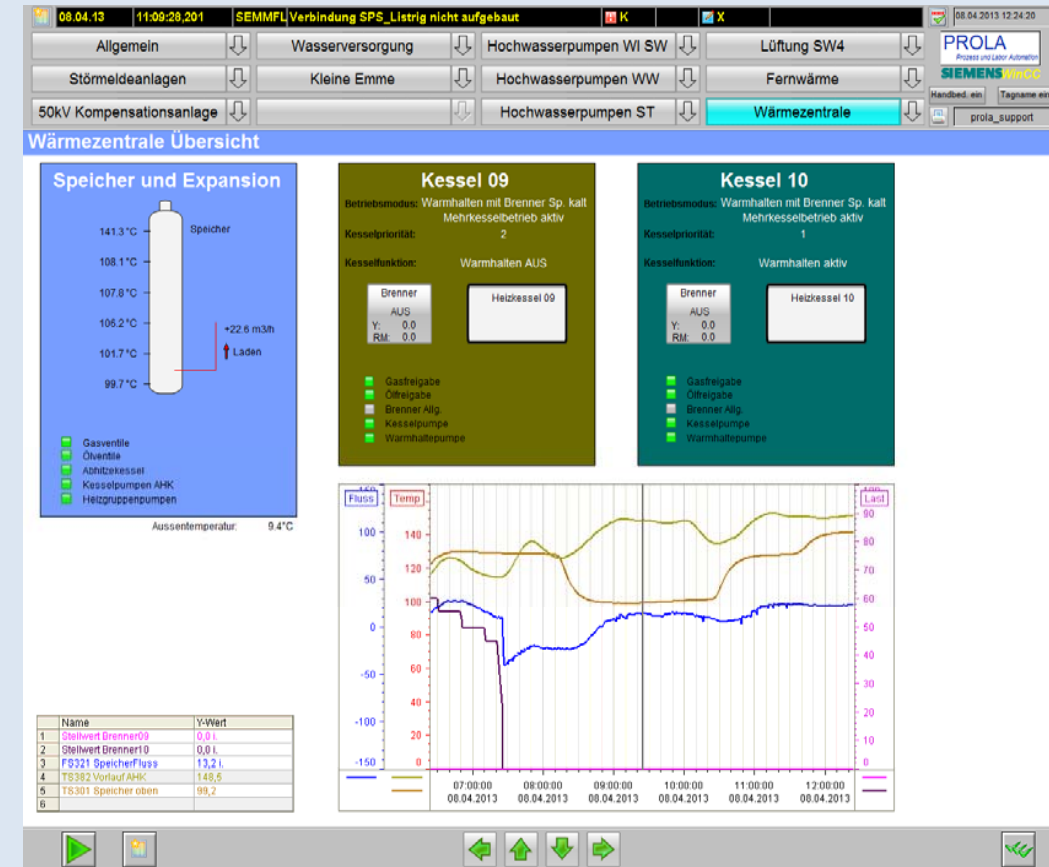 08.04.13 11:09:28,201 SEMMFL Verbindung SPS_Listrig nicht aufgebaut K X 08.04.2013 12:24:20
Allgemein Wasserversorgung Hochwasserpumpen WI SW Lüftung SW4
PROLA
Prozess und Labor Automation
Störmeldeanlagen Kleine Emme Hochwasserpumpen WW Fernwärme
SIEMENS WinCC
Handbed. ein Tagname ein
50kV Kompensationsanlage Hochwasserpumpen ST Wärmezentrale prola_support
Wärmezentrale Übersicht
Speicher und Expansion
141.3°C Speicher
108.1°C
107.8°C
106.2°C +22.6 m3/h
101.7°C Laden
99.7°C
Gasventile
Ölventile
Abhitzekessel
Kesselpumpen AHK
Heizgruppenpumpen
Aussentemperatur: 9.4°C
Kessel 09
Betriebsmodus: Warmhalten mit Brenner Sp. kalt
Mehrkesselbetrieb aktiv
Kesselpriorität: 2
Kesselfunktion: Warmhalten AUS
Brenner
AUS
Y: 0.0
RM: 0.0
Heizkessel 09
Gasfreigabe
Ölfreigabe
Brenner Allg.
Kesselpumpe
Warmhaltepumpe
Kessel 10
Betriebsmodus: Warmhalten mit Brenner Sp. kalt
Mehrkesselbetrieb aktiv
Kesselpriorität: 1
Kesselfunktion: Warmhalten aktiv
Brenner
AUS
Y: 0.0
RM: 0.0
Heizkessel 10
Gasfreigabe
Ölfreigabe
Brenner Allg.
Kesselpumpe
Warmhaltepumpe
Fluss Temp Last
100 140 90
80
120 70
50
100 60
0 80 50
60 40
-50
40 30
-100 20 20
10
-150 0 0
07:00:00 08:00:00 09:00:00 10:00:00 11:00:00 12:00:00
08.04.2013 08.04.2013 08.04.2013 08.04.2013 08.04.2013 08.04.2013
Name Y-Wert
1 Stellwert Brenner09 0,0 i.
2 Stellwert Brenner10 0,0 i.
3 FS321 SpeicherFluss 13,2 i.
4 TS382 Vorlauf AHK 148,5
5 TS301 Speicher oben 99,2
6